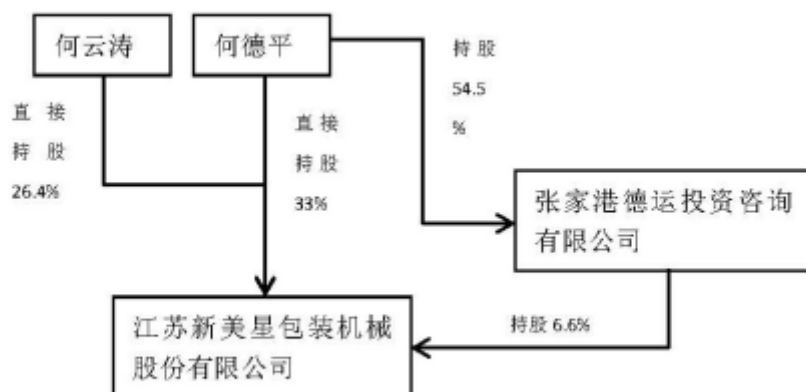 何云涛
何德平
持股
54.5
%
直接
持股
26.4%
直接
持股
33%
张家港德运投资咨询
有限公司
江苏新美星包装机械
股份有限公司
持股 6.6%